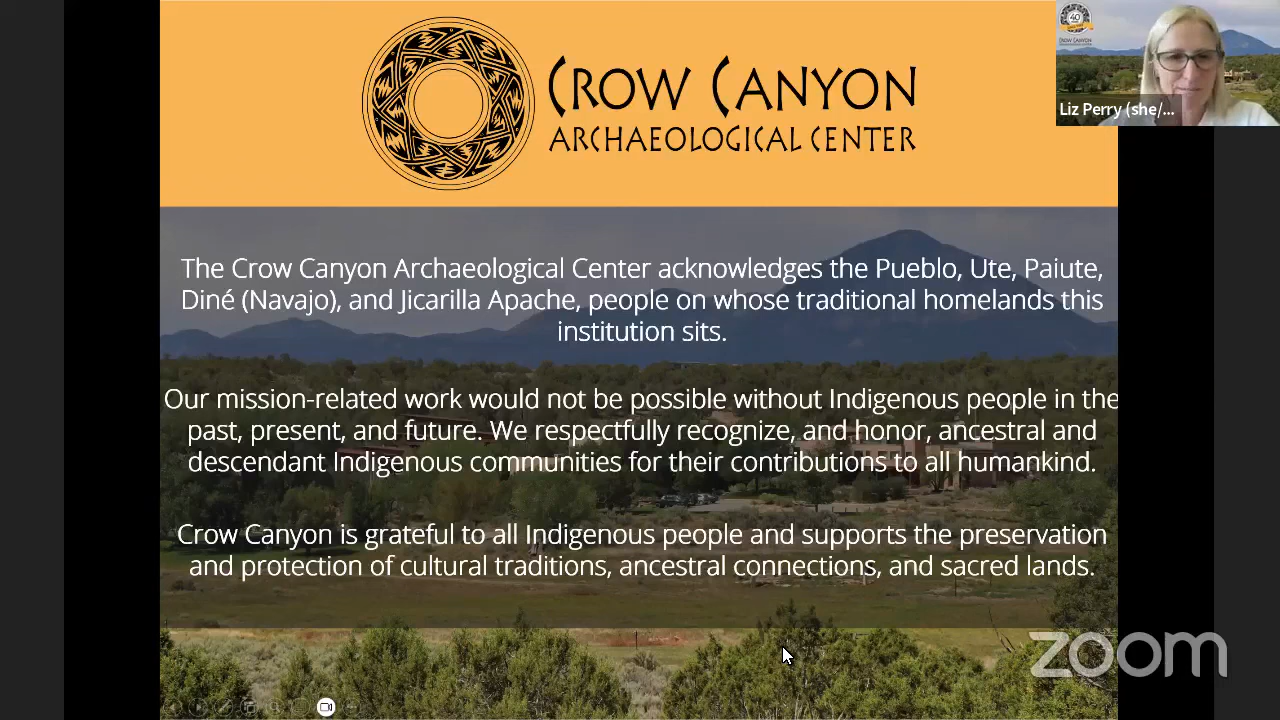 CROW CANYON
ARCHAEOLOGICAL CENTER
40
CROW CANYON
Liz Perry (she/...
The Crow Canyon Archaeological Center acknowledges the Pueblo, Ute, Paiute,
Diné (Navajo), and Jicarilla Apache, people on whose traditional homelands this
institution sits.
Our mission-related work would not be possible without Indigenous people in the
past, present, and future. We respectfully recognize, and honor, ancestral and
descendant Indigenous communities for their contributions to all humankind.
Crow Canyon is grateful to all Indigenous people and supports the preservation
and protection of cultural traditions, ancestral connections, and sacred lands.
zoom